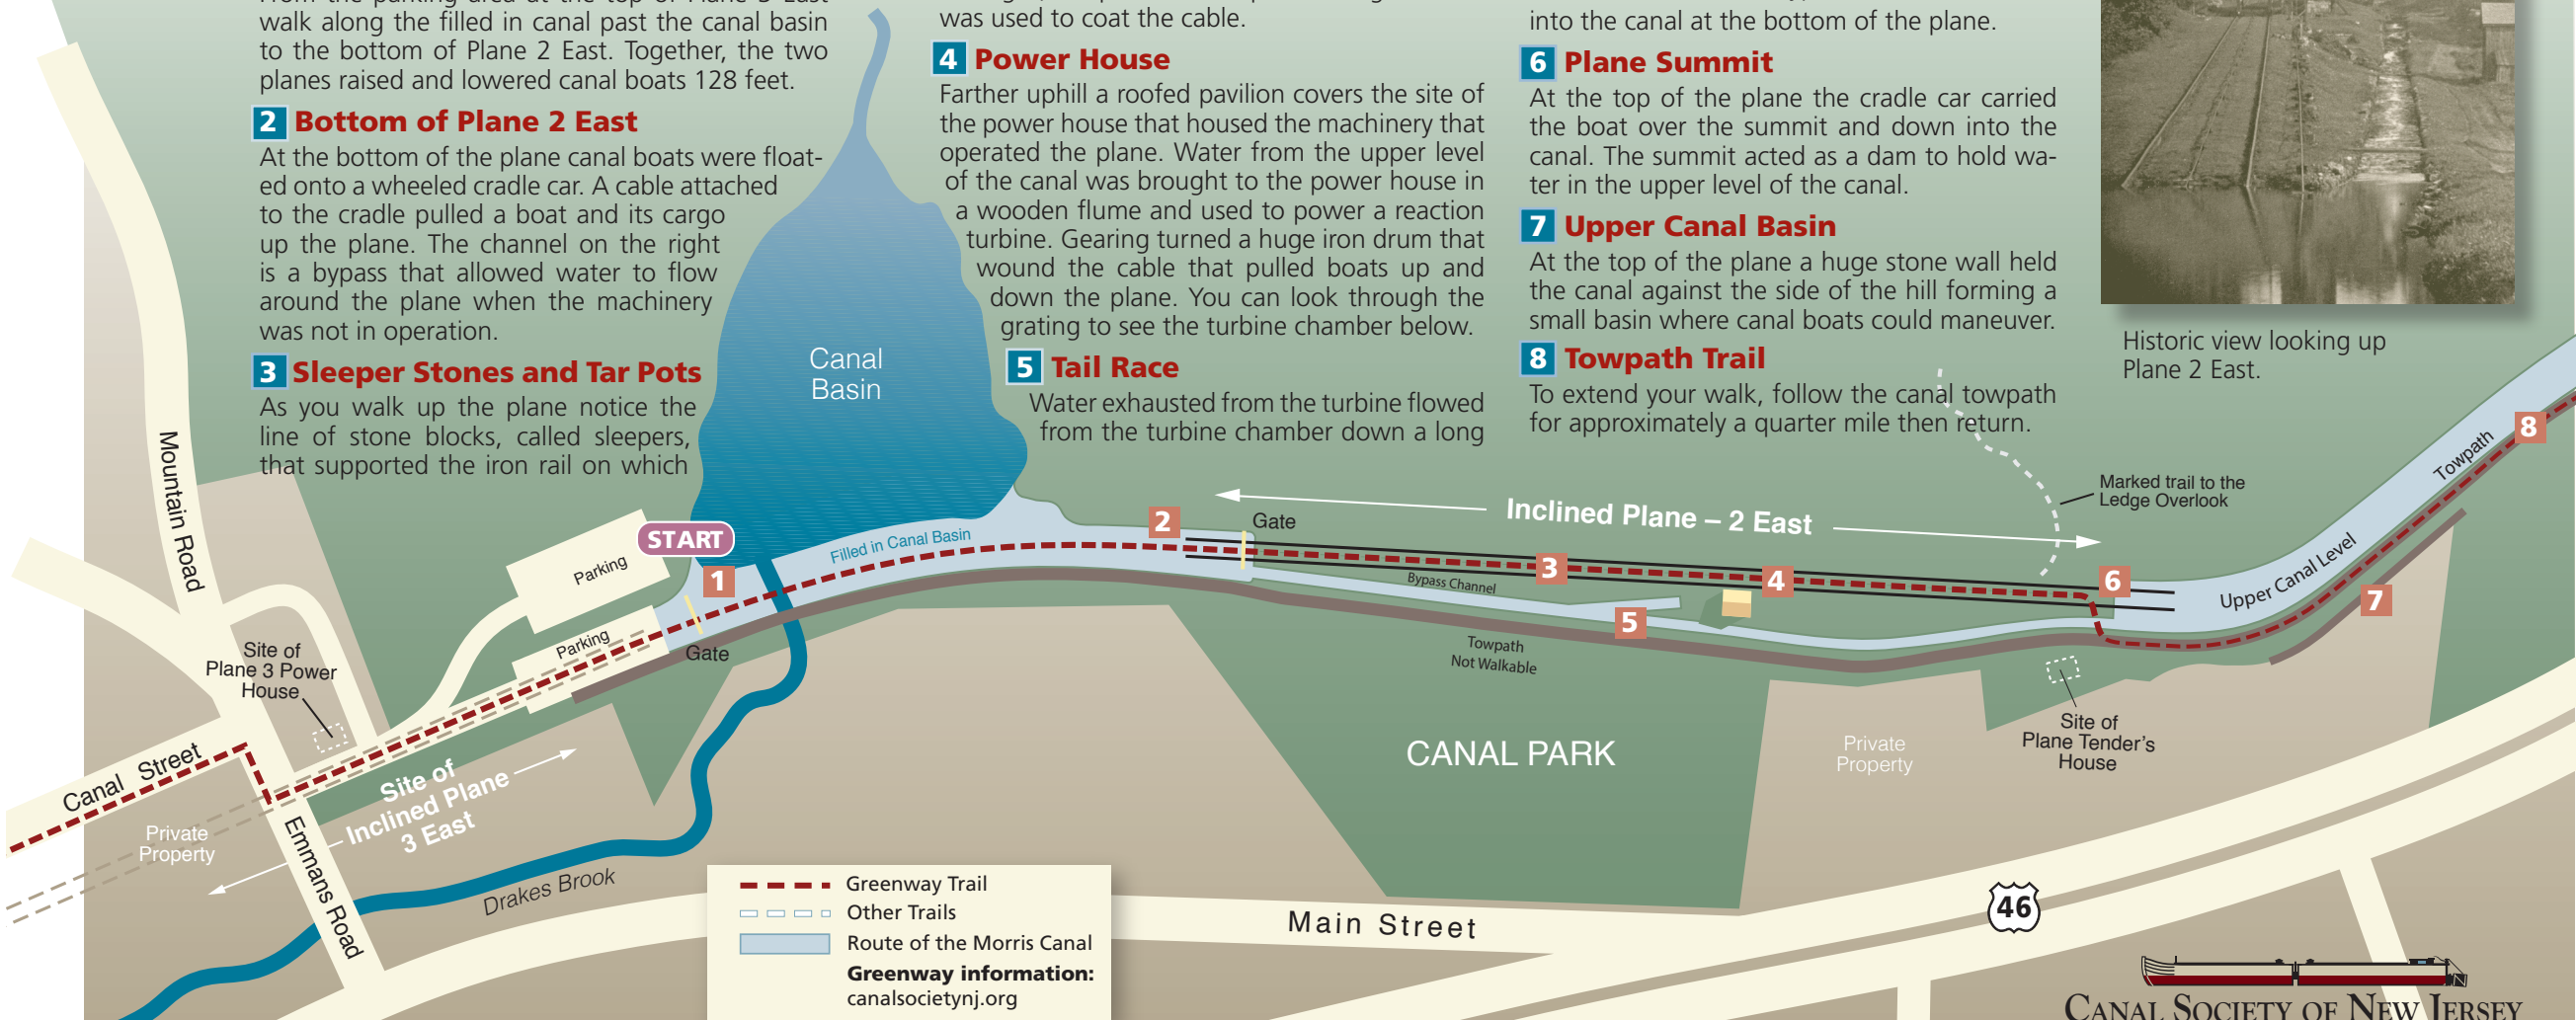 From the parking area at the top of Plane 3 East
walk along the filled in canal past the canal basin
to the bottom of Plane 2 East. Together, the two
planes raised and lowered canal boats 128 feet.
2 Bottom of Plane 2 East
At the bottom of the plane canal boats were float-
ed onto a wheeled cradle car. A cable attached
to the cradle pulled a boat and its cargo
up the plane. The channel on the right
is a bypass that allowed water to flow
around the plane when the machinery
was not in operation.
3 Sleeper Stones and Tar Pots
As you walk up the plane notice the
line of stone blocks, called sleepers,
that supported the iron rail on which
was used to coat the cable.
4 Power House
Farther uphill a roofed pavilion covers the site of
the power house that housed the machinery that
operated the plane. Water from the upper level
of the canal was brought to the power house in
a wooden flume and used to power a reaction
turbine. Gearing turned a huge iron drum that
wound the cable that pulled boats up and
down the plane. You can look through the
grating to see the turbine chamber below.
5 Tail Race
Water exhausted from the turbine flowed
from the turbine chamber down a long
into the canal at the bottom of the plane.
6 Plane Summit
At the top of the plane the cradle car carried
the boat over the summit and down into the
canal. The summit acted as a dam to hold wa-
ter in the upper level of the canal.
7 Upper Canal Basin
At the top of the plane a huge stone wall held
the canal against the side of the hill forming a
small basin where canal boats could maneuver.
8 Towpath Trail
To extend your walk, follow the canal towpath
for approximately a quarter mile then return.
Historic view looking up
Plane 2 East.
Canal
Basin
Mountain Road
START
Parking
Parking
1
Gate
Filled in Canal Basin
2
Gate
Inclined Plane – 2 East
Marked trail to the
Ledge Overlook
3
4
Bypass Channel
5
6
Towpath
8
Upper Canal Level
7
Towpath
Not Walkable
Site of
Plane 3 Power
House
Canal Street
Private
Property
Site of
Inclined Plane
3 East
Emmans Road
Drakes Brook
CANAL PARK
Private
Property
Site of
Plane Tender's
House
Main Street
46
Greenway Trail
Other Trails
Route of the Morris Canal
Greenway information:
canalsocietynj.org
CANAL SOCIETY OF NEW JERSEY